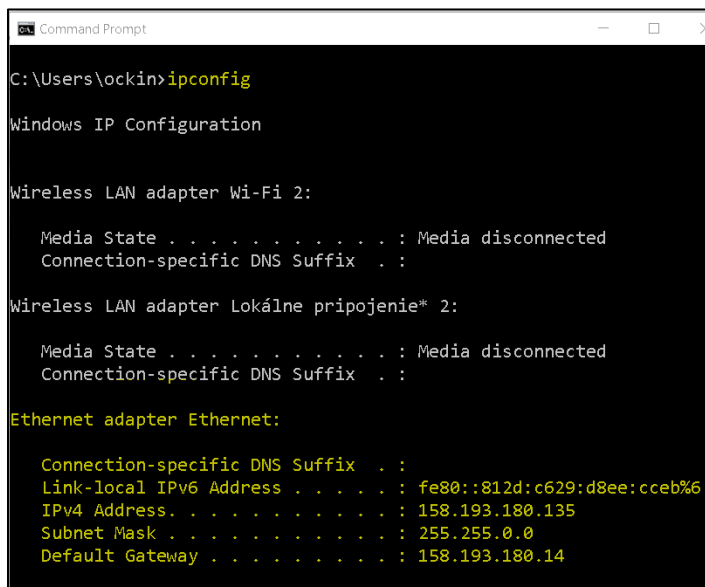 Command Prompt
C:\Users\ockin>ipconfig
Windows IP Configuration
Wireless LAN adapter Wi-Fi 2:
Media State . . . . . . . . . . . : Media disconnected
Connection-specific DNS Suffix  . :
Wireless LAN adapter Lokálne pripojenie* 2:
Media State . . . . . . . . . . . : Media disconnected
Connection-specific DNS Suffix  . :
Ethernet adapter Ethernet:
Connection-specific DNS Suffix  . :
Link-local IPv6 Address . . . . . : fe80::812d:c629:d8ee:cceb%6
IPv4 Address. . . . . . . . . . . : 158.193.180.135
Subnet Mask . . . . . . . . . . . : 255.255.0.0
Default Gateway . . . . . . . . . : 158.193.180.14